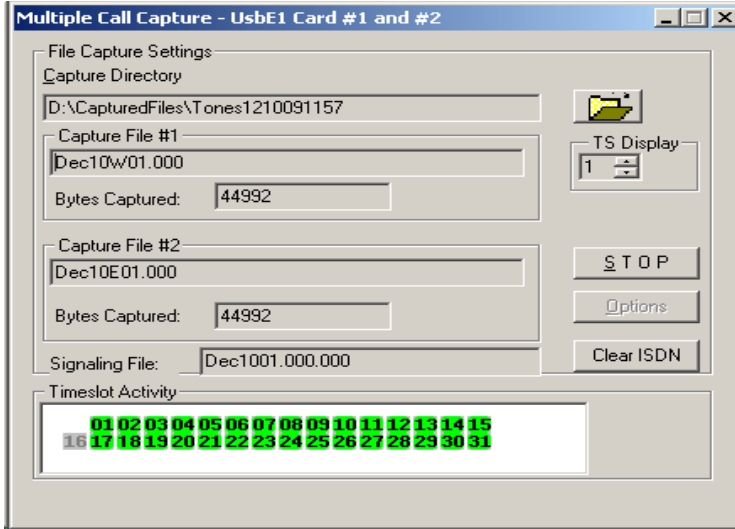 Multiple Call Capture - UsbE1 Card #1 and #2
File Capture Settings
Capture Directory
D:\CapturedFiles\Tones1210091157
Capture File #1
Dec10W01.000
Bytes Captured: 44992
TS Display
1
Capture File #2
Dec10E01.000
Bytes Captured: 44992
S T O P
Options
Signaling File: Dec1001.000.000
Clear ISDN
Timeslot Activity
01 02 03 04 05 06 07 08 09 10 11 12 13 14 15
16 17 18 19 20 21 22 23 24 25 26 27 28 29 30 31